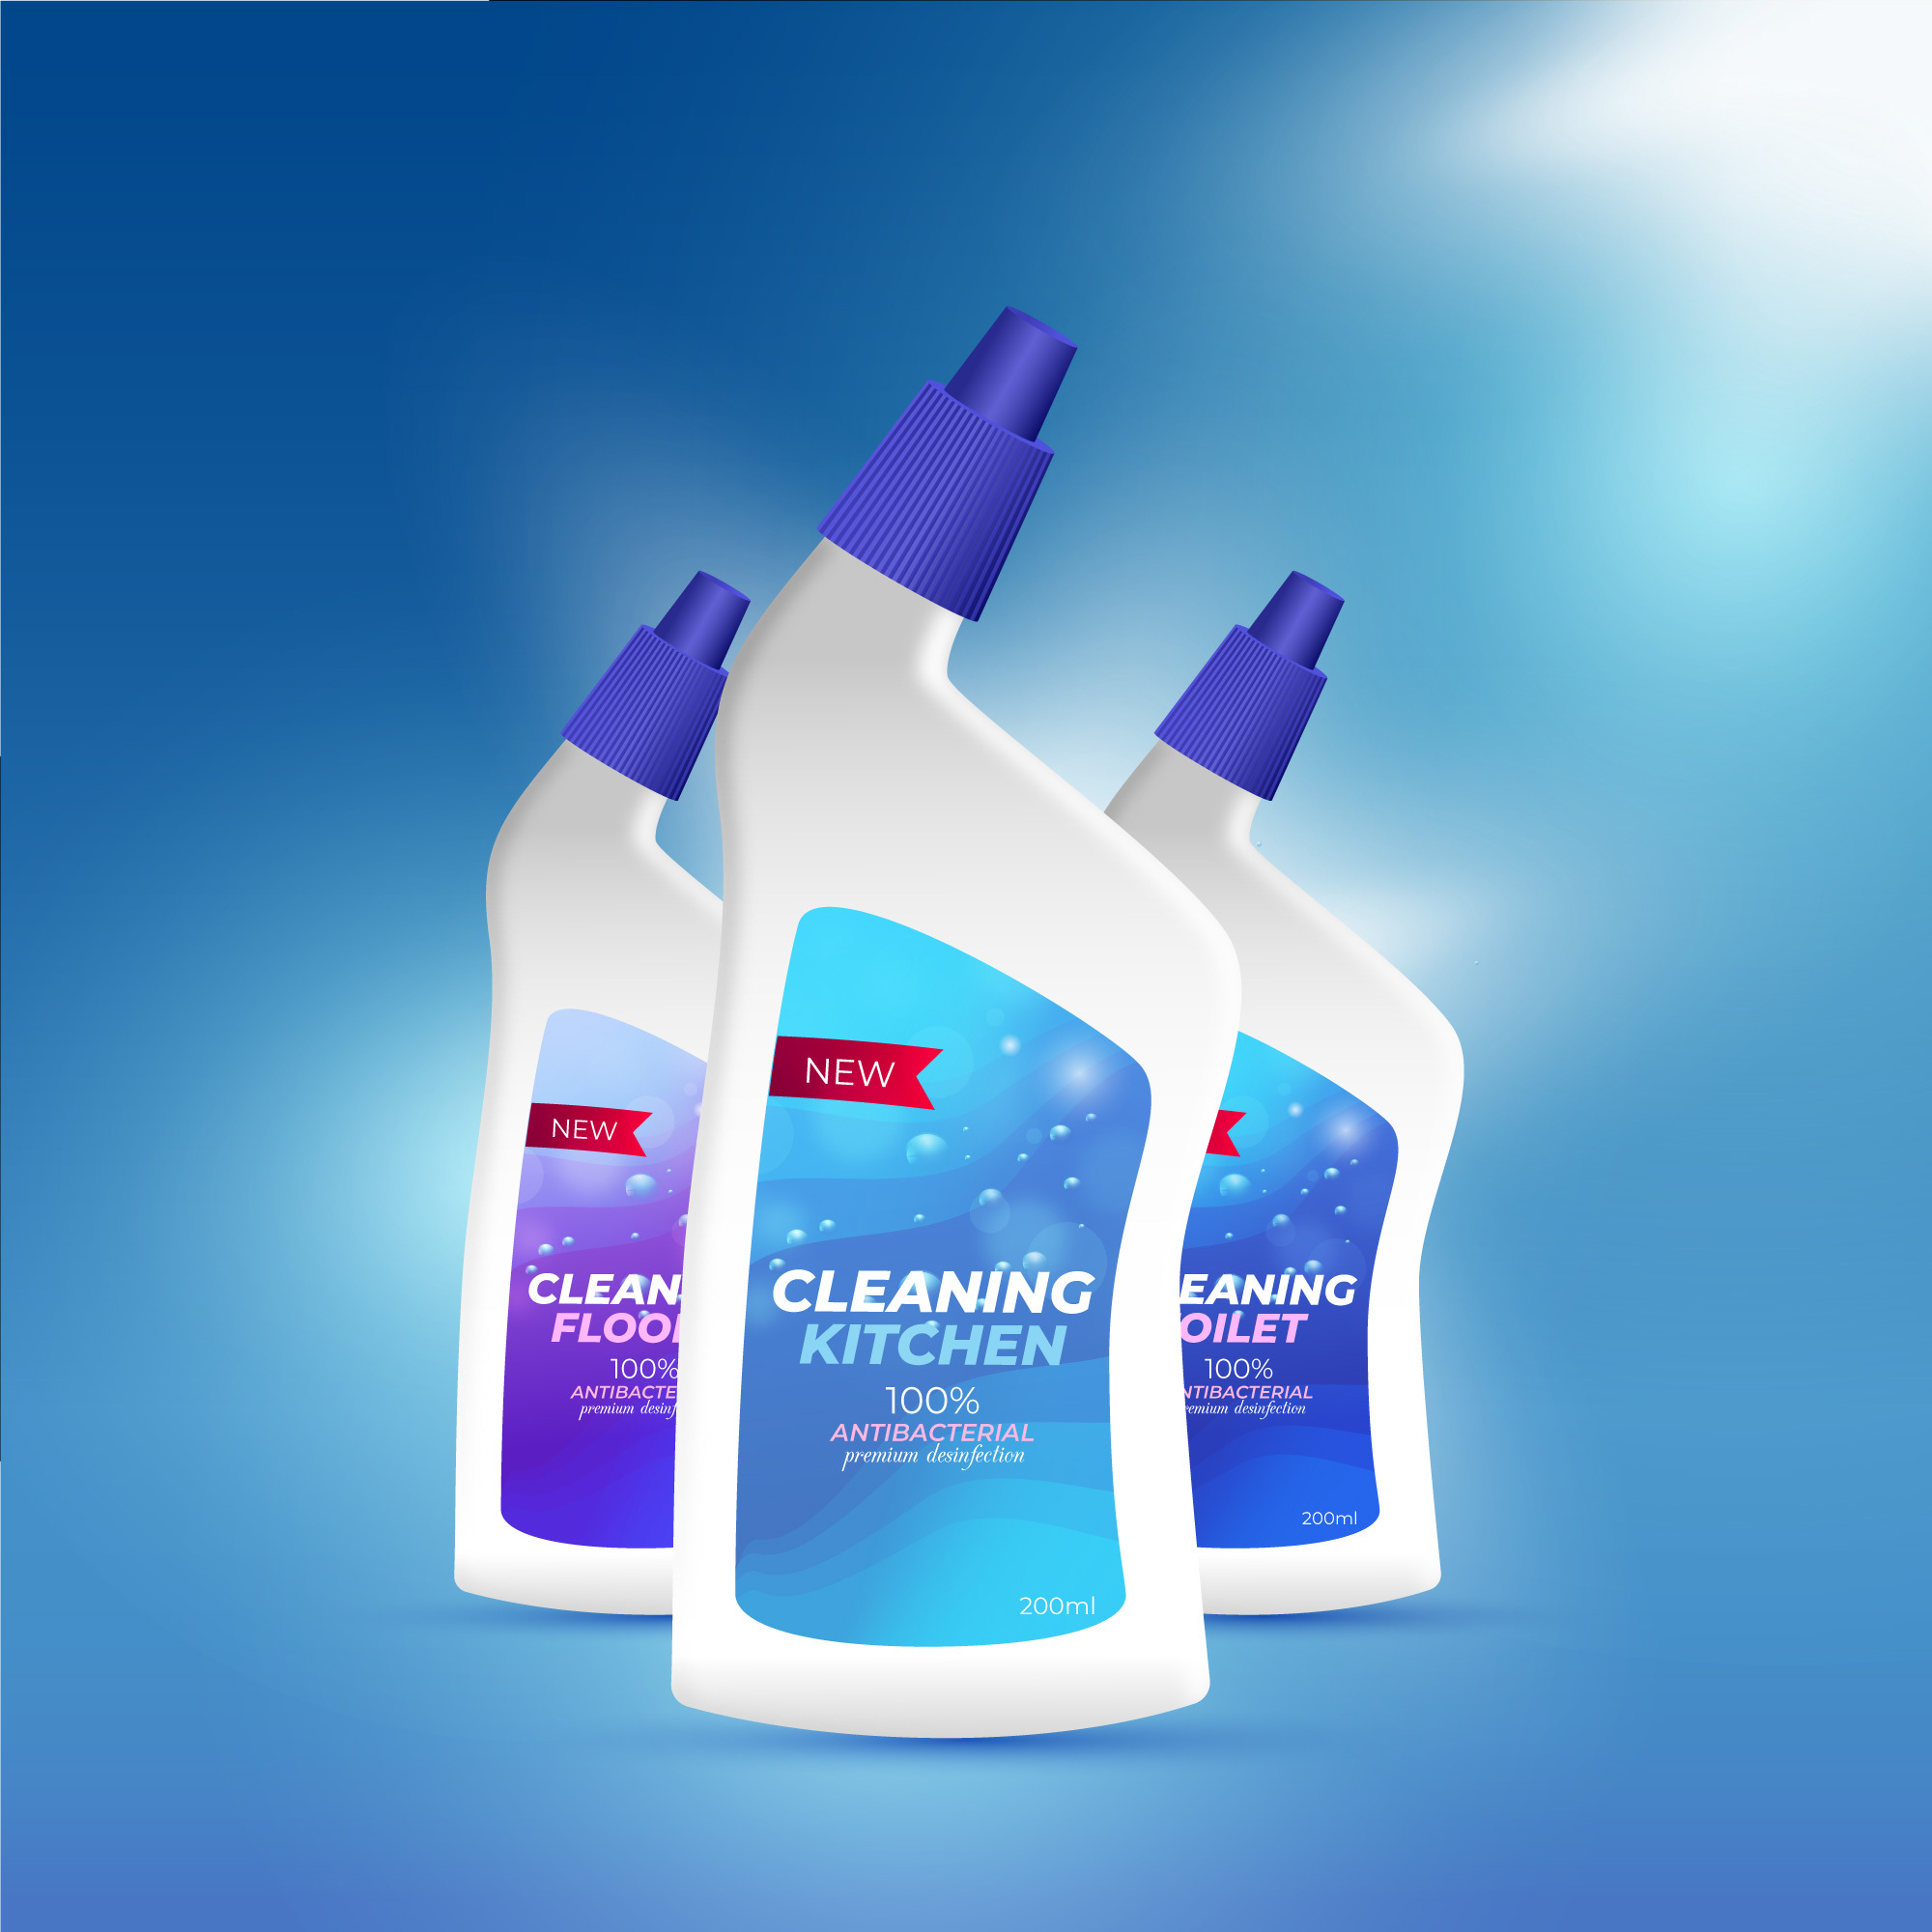 NEW
CLEAN
FLOO
100%
ANTIBACTE
premium desinf
NEW
CLEANING
KITCHEN
100%
ANTIBACTERIAL
premium desinfection
200ml
EANING
OILET
100%
NTIBACTERIAL
emium desinfection
200ml